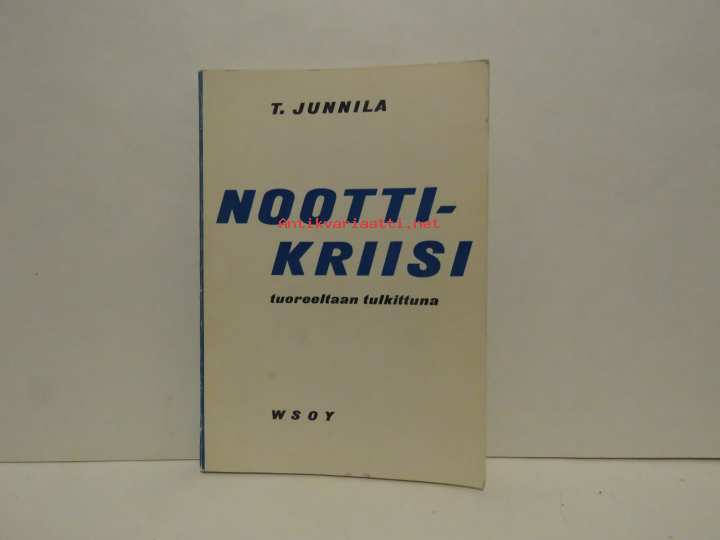 T. JUNNILA
NOOTTI-
Antikvariaatti.net
KRIISI
tuoreeltaan tulkittuna
WSOY